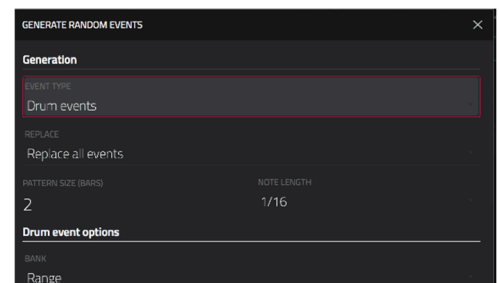 GENERATE RANDOM EVENTS
Generation
EVENT TYPE
Drum events
REPLACE
Replace all events
PATTERN SIZE (BARS) NOTE LENGTH
2 1/16
Drum event options
BANK
Range